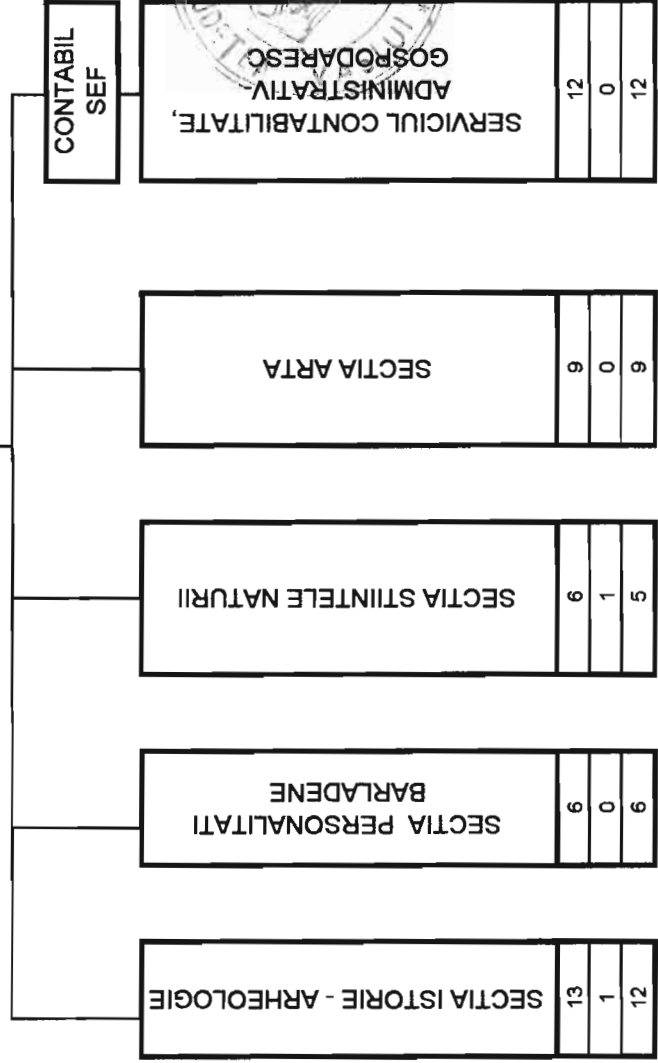 CONTABIL
SEF
SERVICIUL CONTABILITATE,
ADMINISTRATIV-
GOSPODARESC
12
0
12
SECTIA ARTA
9
0
9
SECTIA STIINTELE NATURII
6
1
5
SECTIA PERSONALITATI
BARLADENE
6
0
6
SECTIA ISTORIE - ARHEOLOGIE
13
1
12